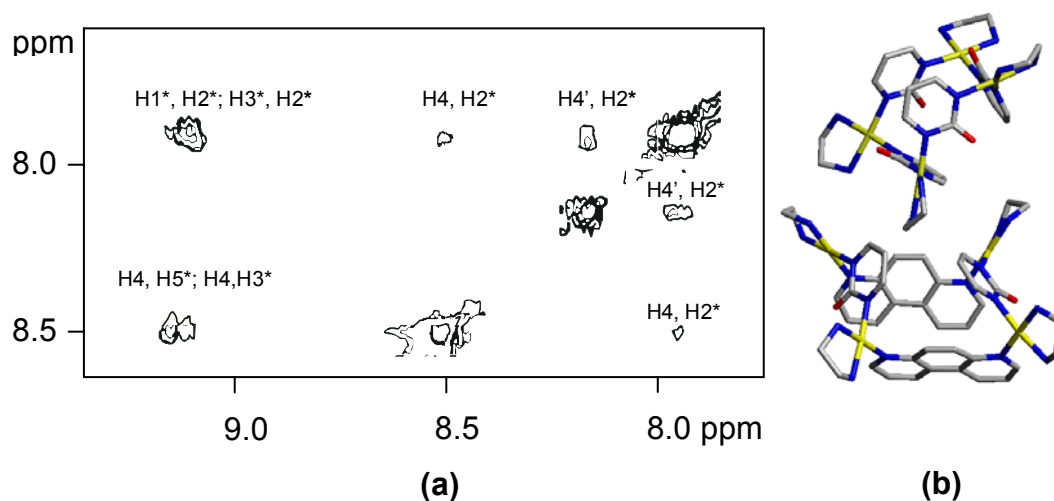 ppm
H1*, H2*; H3*, H2* H4, H2* H4', H2*
8.0
H4', H2*
H4, H5*; H4,H3*
H4, H2*
8.5
9.0 8.5 8.0 ppm
(a) (b)